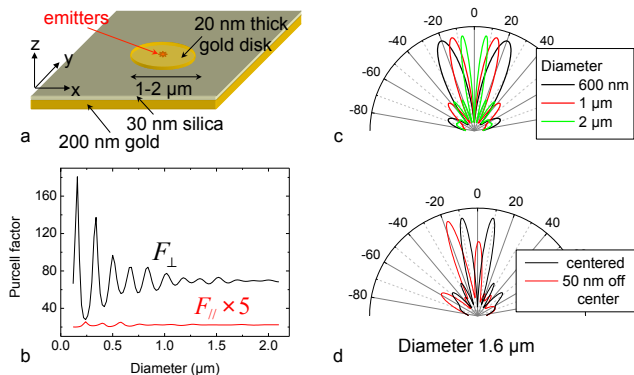 emitters
20 nm thick
gold disk
z
y
x
1-2 µm
30 nm silica
200 nm gold
a
Purcell factor
180
160
120
80
40
F⊥
F// × 5
0.0 0.5 1.0 1.5 2.0
Diameter (µm)
b
-80 -60 -40 -20 0 20 40
Diameter
600 nm
1 µm
2 µm
c
-80 -60 -40 -20 0 20 40
centered
50 nm off
center
d
Diameter 1.6 µm